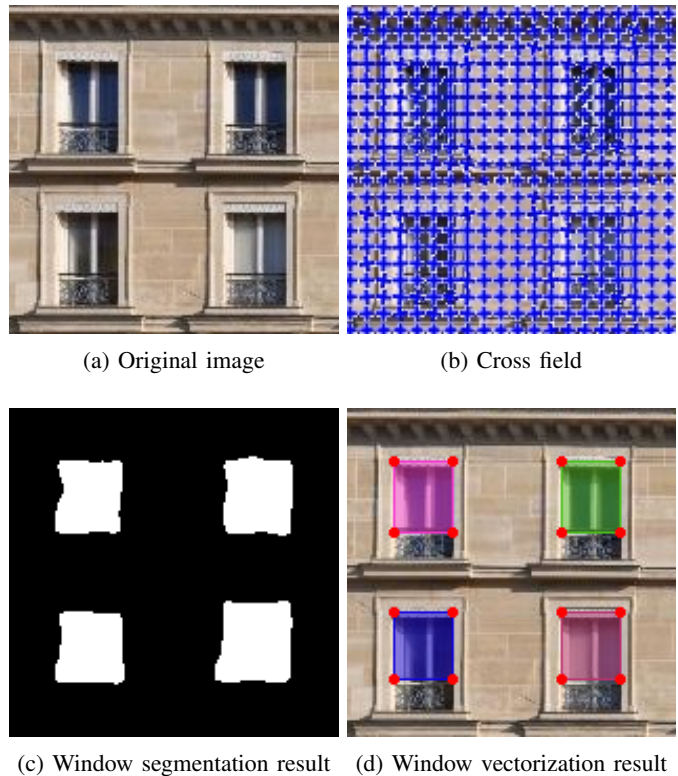 (a) Original image
(b) Cross field
(c) Window segmentation result
(d) Window vectorization result